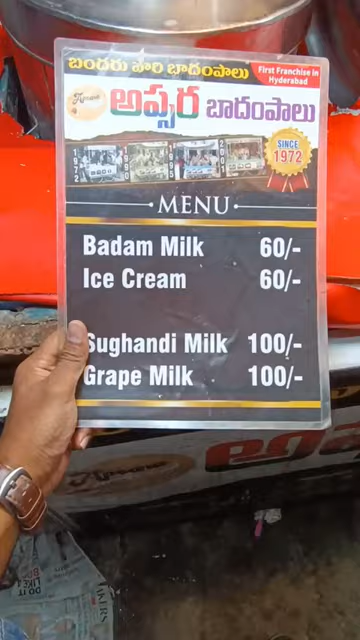 బందరు వారి బాదంపాలు
First Franchise in
Hyderabad
Apsara
అప్సర బాదంపాలు
SINCE
1972
MENU
Badam Milk 60/-
Ice Cream 60/-
Sughandi Milk 100/-
Grape Milk 100/-